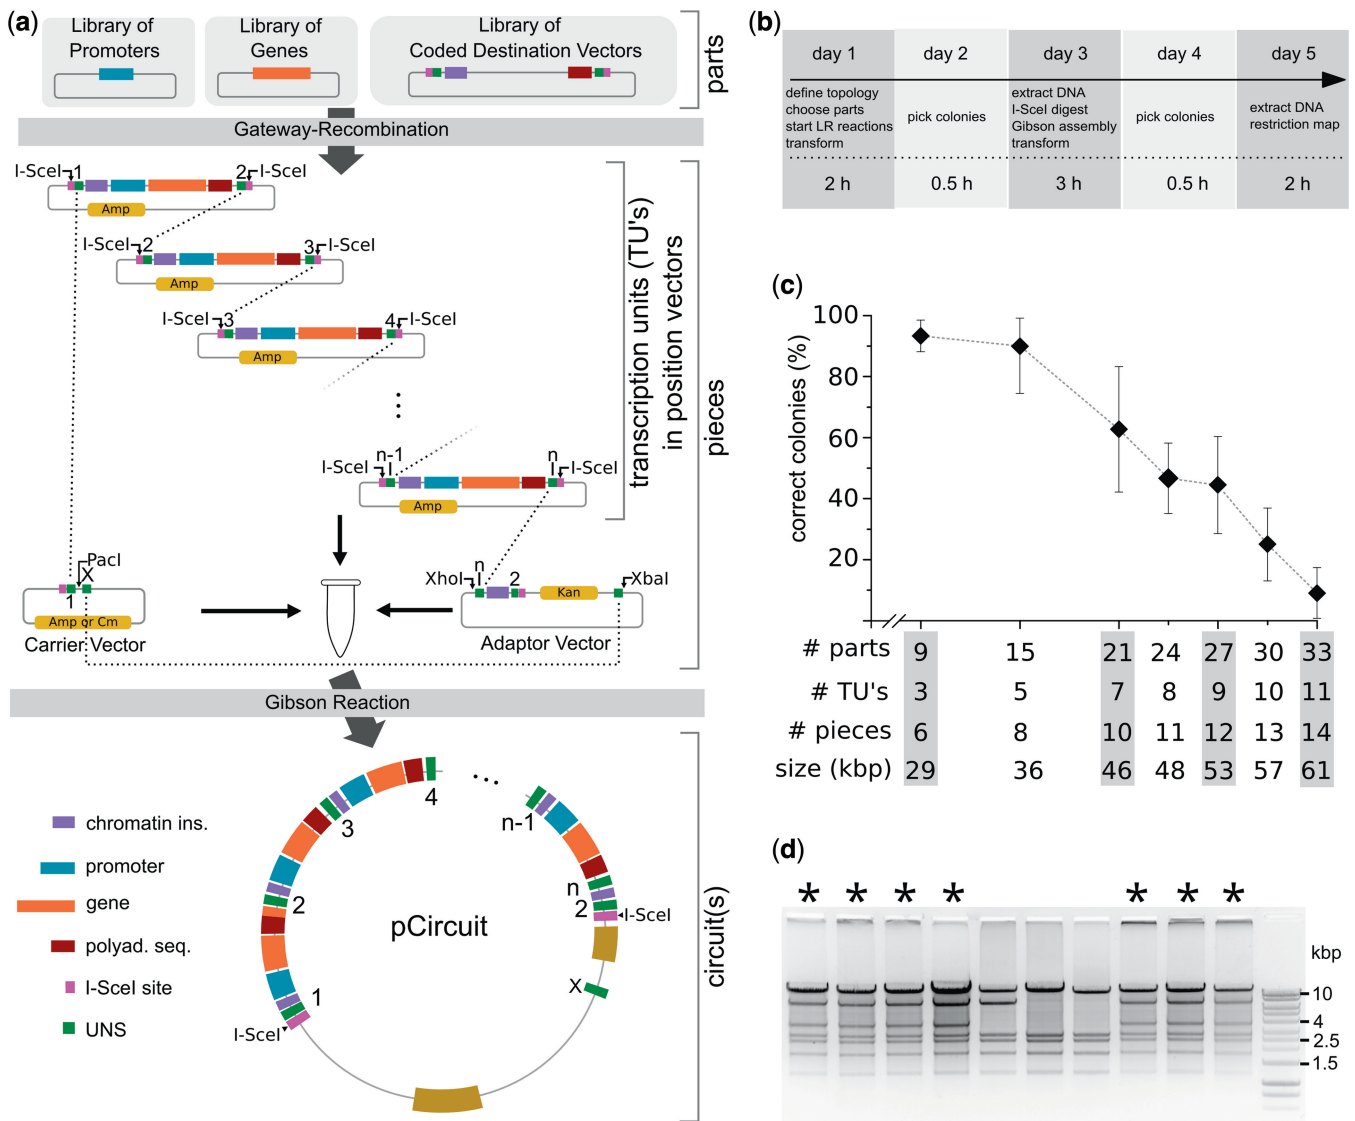 (a)
Library of
Promoters
Library of
Genes
Library of
Coded Destination Vectors
parts
Gateway-Recombination
I-SceI 1 2 I-SceI
Amp
I-SceI 2 3 I-SceI
Amp
I-SceI 3 4 I-SceI
Amp
...
n-1 n
I-SceI I-SceI
Amp
transcription units (TU's)
in position vectors
pieces
PacI
X
1
Amp or Cm
Carrier Vector
n
XhoI 2 XbaI
Kan
Adaptor Vector
Gibson Reaction
chromatin ins.
promoter
gene
polyad. seq.
I-SceI site
UNS
4 ... n-1
3
2
1
I-SceI
n
2
I-SceI
X
pCircuit
circuit(s)
(b)
day 1 day 2 day 3 day 4 day 5
define topology
choose parts
start LR reactions
transform
pick colonies
extract DNA
I-SceI digest
Gibson assembly
transform
pick colonies
extract DNA
restriction map
2 h 0.5 h 3 h 0.5 h 2 h
(c)
correct colonies (%)
100
80
60
40
20
# parts 9 15 21 24 27 30 33
# TU's 3 5 7 8 9 10 11
# pieces 6 8 10 11 12 13 14
size (kbp) 29 36 46 48 53 57 61
(d)
* * * * * * *
kbp
10
4
2.5
1.5